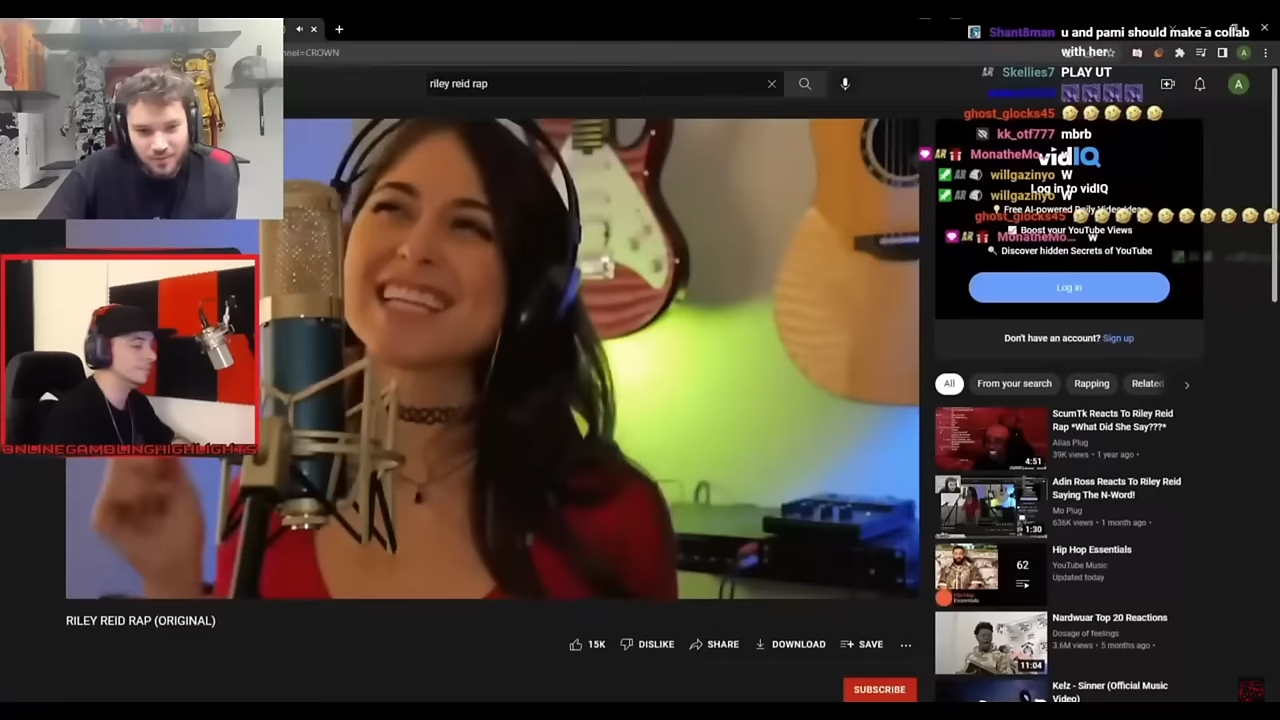 nnel=CROWN
riley reid rap
Shant8man u and pami should make a collab
with her
Skellies7 PLAY UT
ghost_glocks45
kk_otf777 mbrb
MonatheMo...
vidIQ
willgazinyo W
Log in to vidIQ
willgazinyo W
Free AI-powered Daily Video Ideas
ghost_glocks45
Boost your YouTube Views
MonatheMo... W
Discover hidden Secrets of YouTube
Log in
Don't have an account? Sign up
ONLINEGAMBLINGHIGHLIGHTS
All
From your search
Rapping
Related
ScumTk Reacts To Riley Reid
Rap *What Did She Say???*
Alias Plug
39K views • 1 year ago
4:51
Adin Ross Reacts To Riley Reid
Saying The N-Word!
Mo Plug
636K views • 1 month ago
1:30
Hip Hop Essentials
YouTube Music
Updated today
62
Hip-Hop
Essentials
Nardwuar Top 20 Reactions
Dosage of feelings
3.6M views • 5 months ago
11:04
Kelz - Sinner (Official Music
Video)
RILEY REID RAP (ORIGINAL)
15K
DISLIKE
SHARE
DOWNLOAD
SAVE
SUBSCRIBE